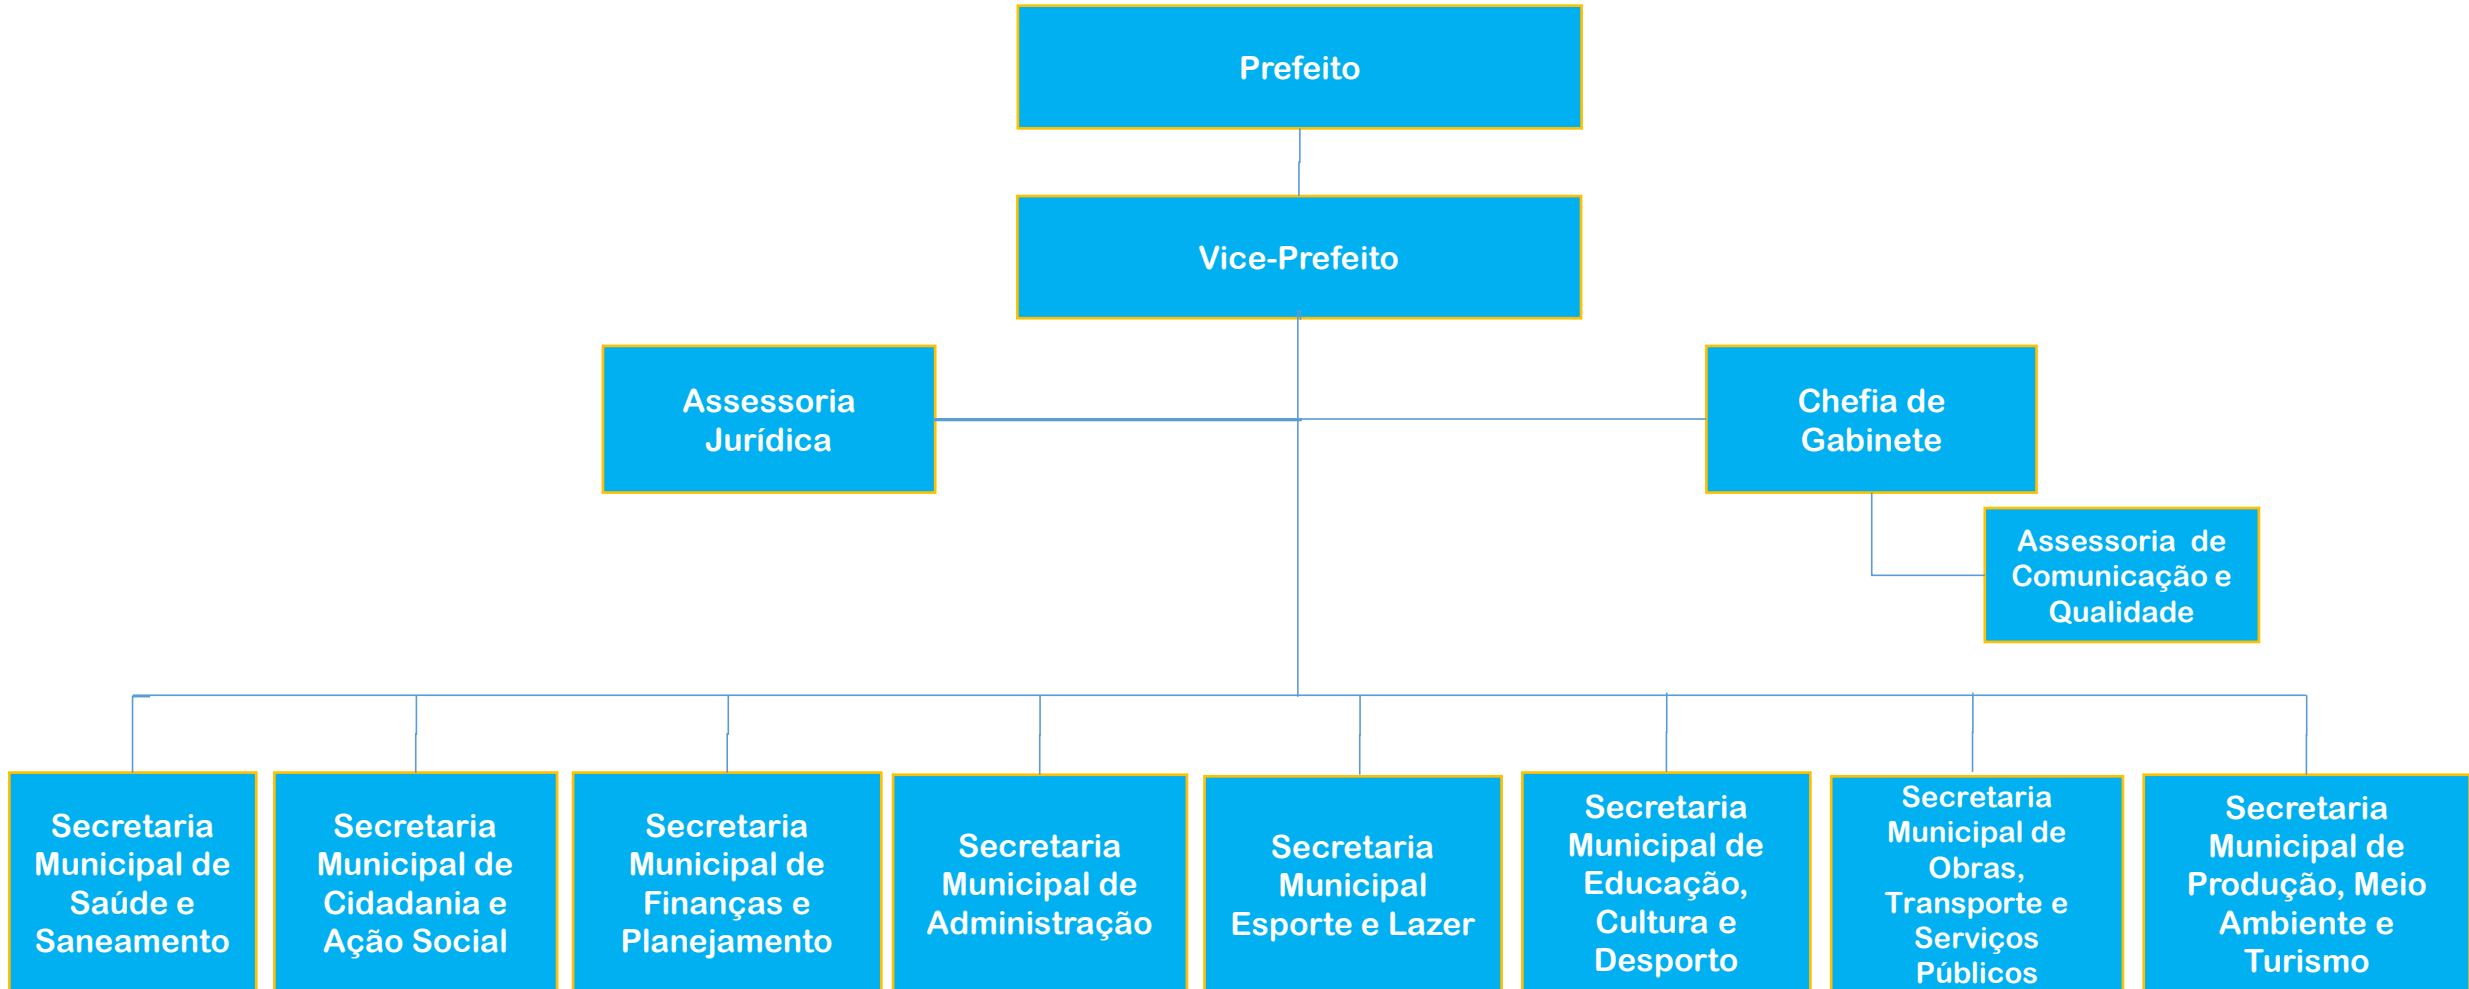 Prefeito
Vice-Prefeito
Assessoria
Jurídica
Chefia de
Gabinete
Assessoria de
Comunicação e
Qualidade
Secretaria
Municipal de
Saúde e
Saneamento
Secretaria
Municipal de
Cidadania e
Ação Social
Secretaria
Municipal de
Finanças e
Planejamento
Secretaria
Municipal de
Administração
Secretaria
Municipal
Esporte e Lazer
Secretaria
Municipal de
Educação,
Cultura e
Desporto
Secretaria
Municipal de
Obras,
Transporte e
Serviços
Públicos
Secretaria
Municipal de
Produção, Meio
Ambiente e
Turismo